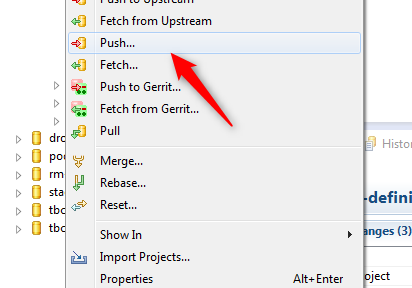 Push to Upstream
Fetch from Upstream
Push...
Fetch...
Push to Gerrit...
Fetch from Gerrit...
Pull
Merge...
Rebase...
Reset...
Show In
Import Projects...
Properties Alt+Enter
dro
poo
rm
sta
tbo
tbo
Histor
-defini
anges (3)
oject